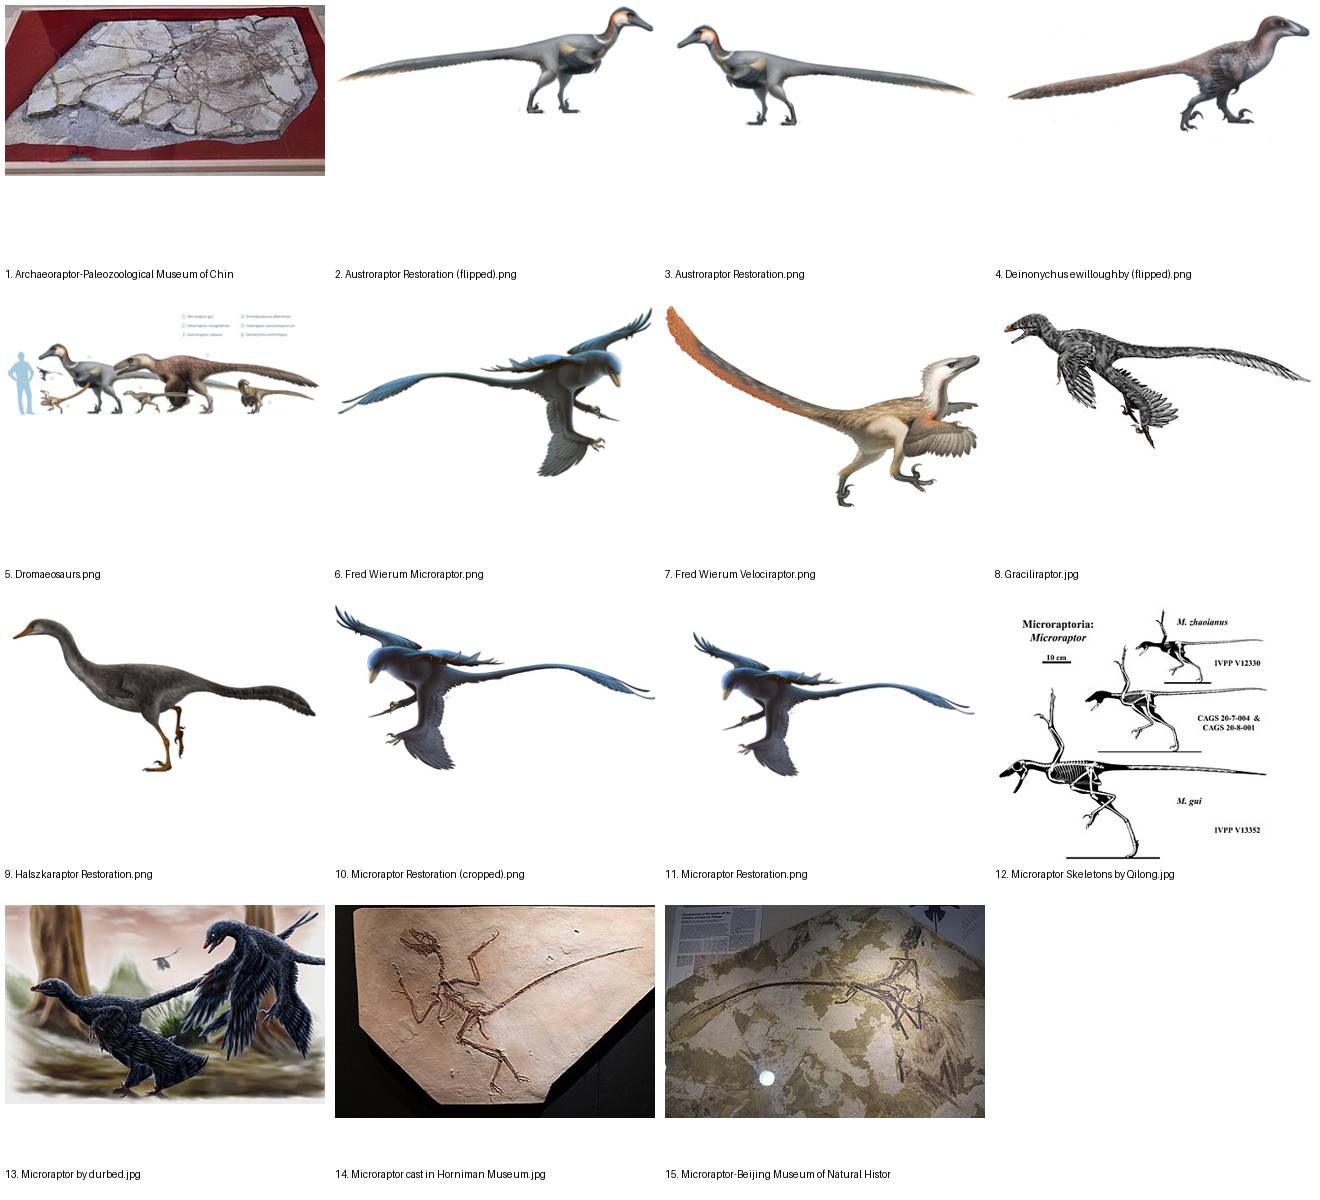 1. Archaeoraptor-Paleozoological Museum of Chin
2. Austroraptor Restoration (flipped).png
3. Austroraptor Restoration.png
4. Deinonychus ewilloughby (flipped).png
5. Dromaeosaurs.png
6. Fred Wierum Microraptor.png
7. Fred Wierum Velociraptor.png
8. Graciliraptor.jpg
Microraptoria:
Microraptor
10 cm
M. zhaoianus
IVPP V12330
CAGS 20-7-004 &
CAGS 20-8-001
M. gui
IVPP V13352
9. Halszkaraptor Restoration.png
10. Microraptor Restoration (cropped).png
11. Microraptor Restoration.png
12. Microraptor Skeletons by Qilong.jpg
13. Microraptor by durbed.jpg
14. Microraptor cast in Horniman Museum.jpg
15. Microraptor-Beijing Museum of Natural Histor